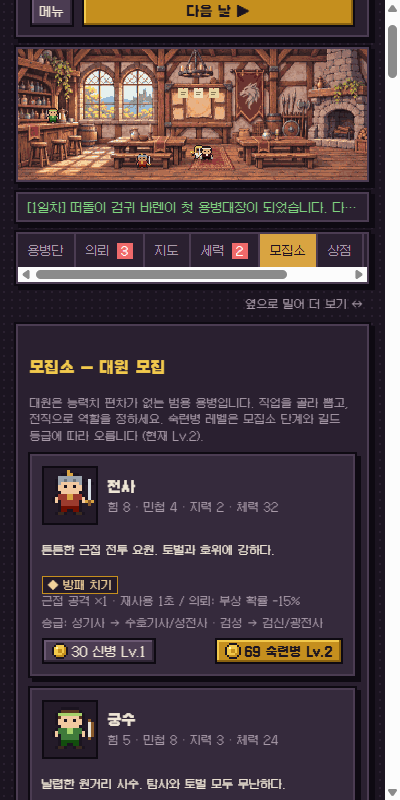 메뉴
다음 날 ▶
[1일차] 떠돌이 검귀 바렌이 첫 용병대장이 되었습니다. 다…
용병단 의뢰 3 지도 세력 2 모집소 상점
옆으로 밀어 더 보기 ↔
모집소 — 대원 모집
대원은 능력치 편차가 없는 범용 용병입니다. 직업을 골라 뽑고,
전직으로 역할을 정하세요. 숙련병 레벨은 모집소 단계와 길드
등급에 따라 오릅니다 (현재 Lv.2).
전사
힘 8 · 민첩 4 · 지력 2 · 체력 32
튼튼한 근접 전투 요원. 토벌과 호위에 강하다.
◆ 방패 치기
근접 공격 ×1 · 재사용 1초 / 의뢰: 부상 확률 -15%
승급: 성기사 → 수호기사/성전사 · 검성 → 검신/광전사
30 신병 Lv.1
69 숙련병 Lv.2
궁수
힘 5 · 민첩 8 · 지력 3 · 체력 24
날렵한 원거리 사수. 탐사와 토벌 모두 무난하다.